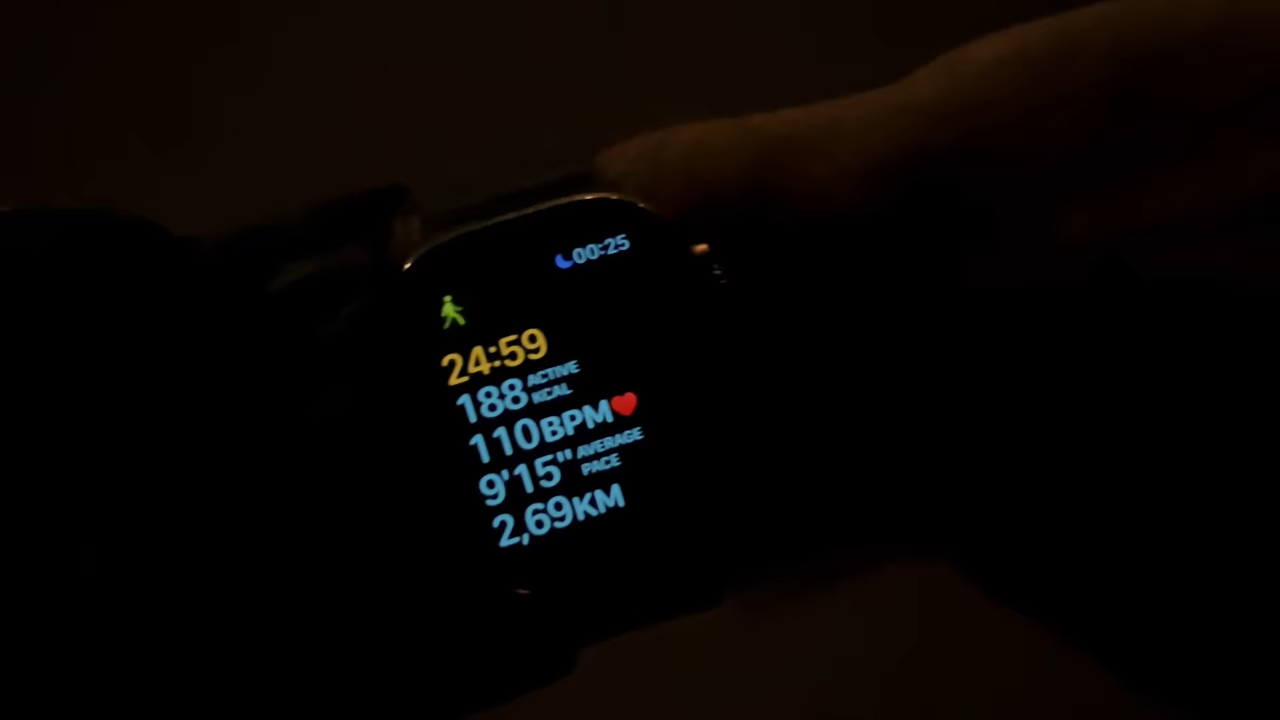 00:25
24:59
188 ACTIVE KCAL
110BPM
9'15" AVERAGE PACE
2,69KM